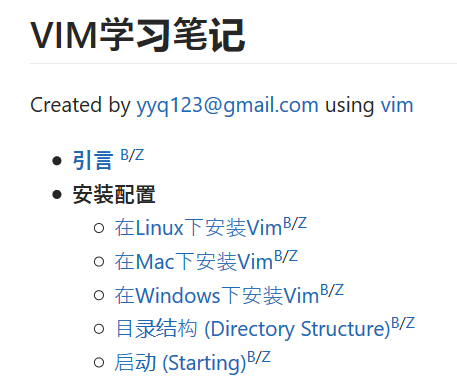 VIM学习笔记
Created by yyq123@gmail.com using vim
引言 B/Z
安装配置
在Linux下安装VimB/Z
在Mac下安装VimB/Z
在Windows下安装VimB/Z
目录结构 (Directory Structure)B/Z
启动 (Starting)B/Z